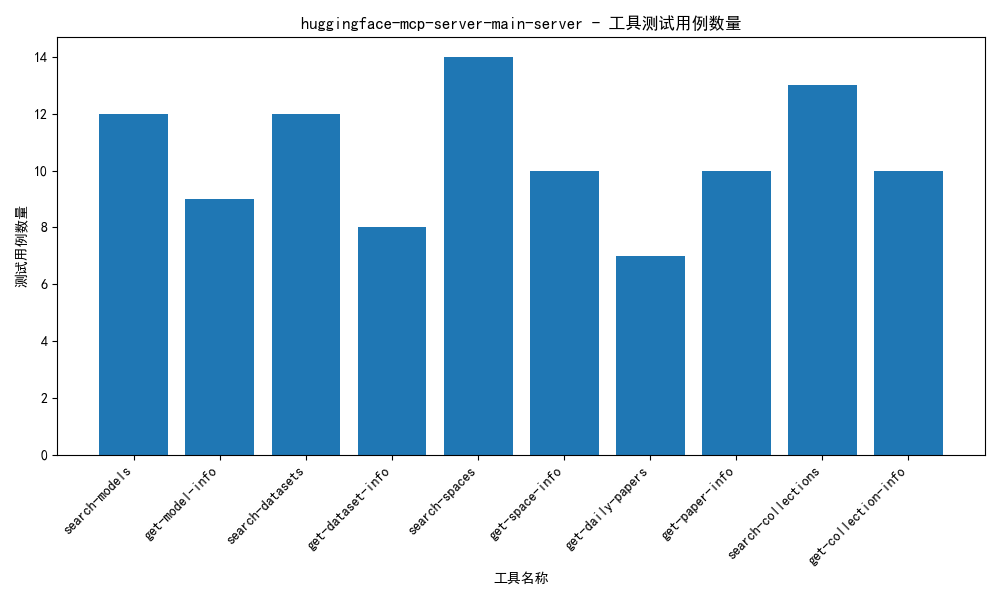 huggingface-mcp-server-main-server - 工具测试用例数量
测试用例数量
14
12
10
8
6
4
2
0
search-models
get-model-info
search-datasets
get-dataset-info
search-spaces
get-space-info
get-daily-papers
get-paper-info
search-collections
get-collection-info
工具名称